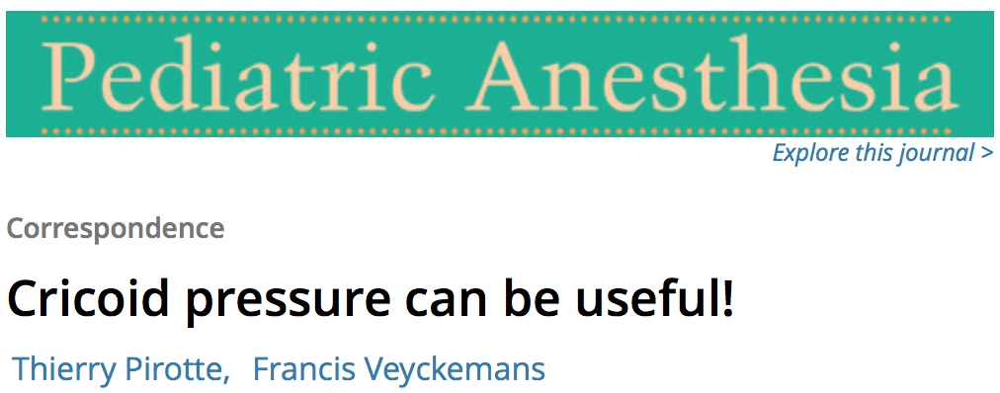 Pediatric Anesthesia
Explore this journal >
Correspondence
Cricoid pressure can be useful!
Thierry Pirotte, Francis Veyckemans